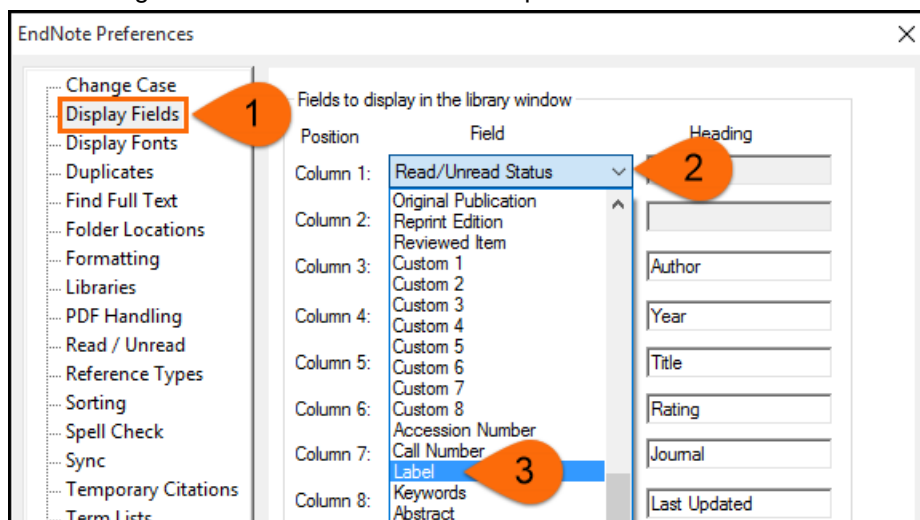 EndNote Preferences
Change Case
Display Fields
Display Fonts
Duplicates
Find Full Text
Folder Locations
Formatting
Libraries
PDF Handling
Read / Unread
Reference Types
Sorting
Spell Check
Sync
Temporary Citations
Term Lists
1
Fields to display in the library window
Position Field Heading
Column 1: Read/Unread Status 2
Column 2:
Column 3: Author
Column 4: Year
Column 5: Title
Column 6: Rating
Column 7: Journal
Column 8: Last Updated
Original Publication
Reprint Edition
Reviewed Item
Custom 1
Custom 2
Custom 3
Custom 4
Custom 5
Custom 6
Custom 7
Custom 8
Accession Number
Call Number
Label 3
Keywords
Abstract